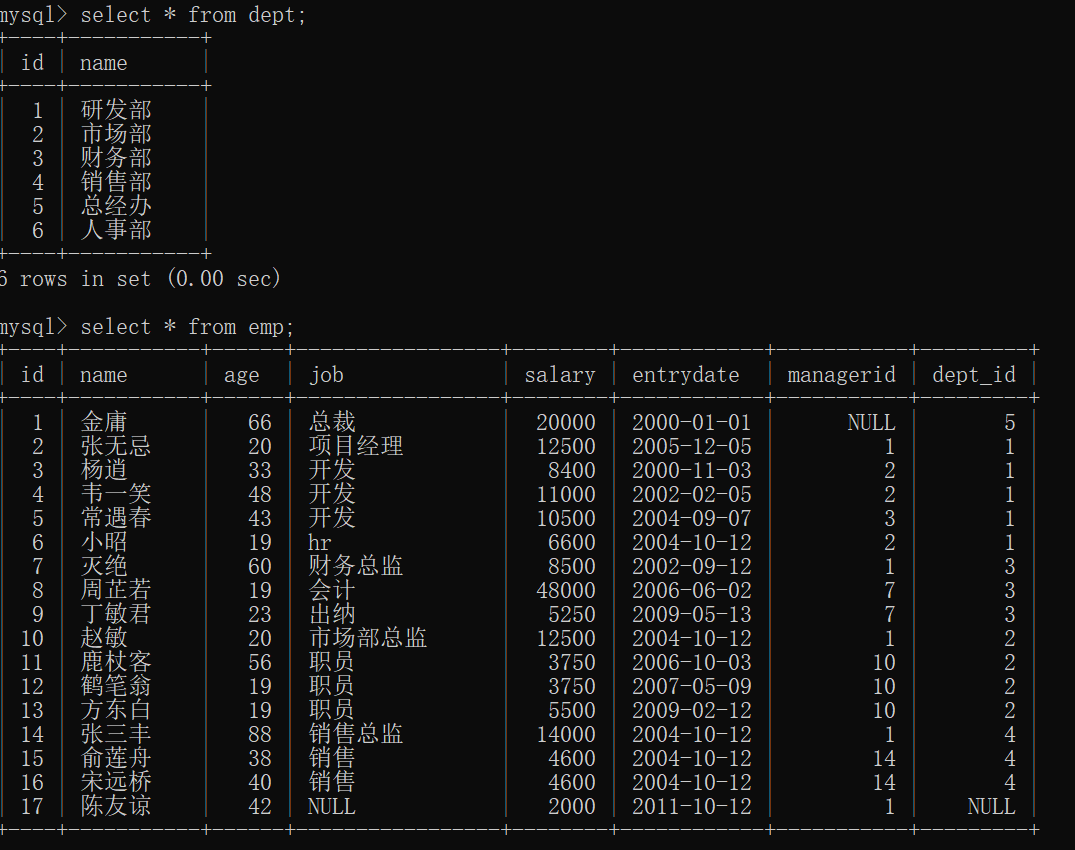 mysql> select * from dept;
+----+-----------+
| id | name      |
+----+-----------+
|  1 | 研发部    |
|  2 | 市场部    |
|  3 | 财务部    |
|  4 | 销售部    |
|  5 | 总经办    |
|  6 | 人事部    |
+----+-----------+
6 rows in set (0.00 sec)
mysql> select * from emp;
+----+-----------+------+-----------------+--------+------------+-----------+---------+
| id | name      | age  | job             | salary | entrydate  | managerid | dept_id |
+----+-----------+------+-----------------+--------+------------+-----------+---------+
|  1 | 金庸      |   66 | 总裁            |  20000 | 2000-01-01 |      NULL |       5 |
|  2 | 张无忌    |   20 | 项目经理        |  12500 | 2005-12-05 |         1 |       1 |
|  3 | 杨逍      |   33 | 开发            |   8400 | 2000-11-03 |         2 |       1 |
|  4 | 韦一笑    |   48 | 开发            |  11000 | 2002-02-05 |         2 |       1 |
|  5 | 常遇春    |   43 | 开发            |  10500 | 2004-09-07 |         3 |       1 |
|  6 | 小昭      |   19 | hr              |   6600 | 2004-10-12 |         2 |       1 |
|  7 | 灭绝      |   60 | 财务总监        |   8500 | 2002-09-12 |         1 |       3 |
|  8 | 周芷若    |   19 | 会计            |  48000 | 2006-06-02 |         7 |       3 |
|  9 | 丁敏君    |   23 | 出纳            |   5250 | 2009-05-13 |         7 |       3 |
| 10 | 赵敏      |   20 | 市场部总监      |  12500 | 2004-10-12 |         1 |       2 |
| 11 | 鹿杖客    |   56 | 职员            |   3750 | 2006-10-03 |        10 |       2 |
| 12 | 鹤笔翁    |   19 | 职员            |   3750 | 2007-05-09 |        10 |       2 |
| 13 | 方东白    |   19 | 职员            |   5500 | 2009-02-12 |        10 |       2 |
| 14 | 张三丰    |   88 | 销售总监        |  14000 | 2004-10-12 |         1 |       4 |
| 15 | 俞莲舟    |   38 | 销售            |   4600 | 2004-10-12 |        14 |       4 |
| 16 | 宋远桥    |   40 | 销售            |   4600 | 2004-10-12 |        14 |       4 |
| 17 | 陈友谅    |   42 | NULL            |   2000 | 2011-10-12 |         1 |    NULL |
+----+-----------+------+-----------------+--------+------------+-----------+---------+